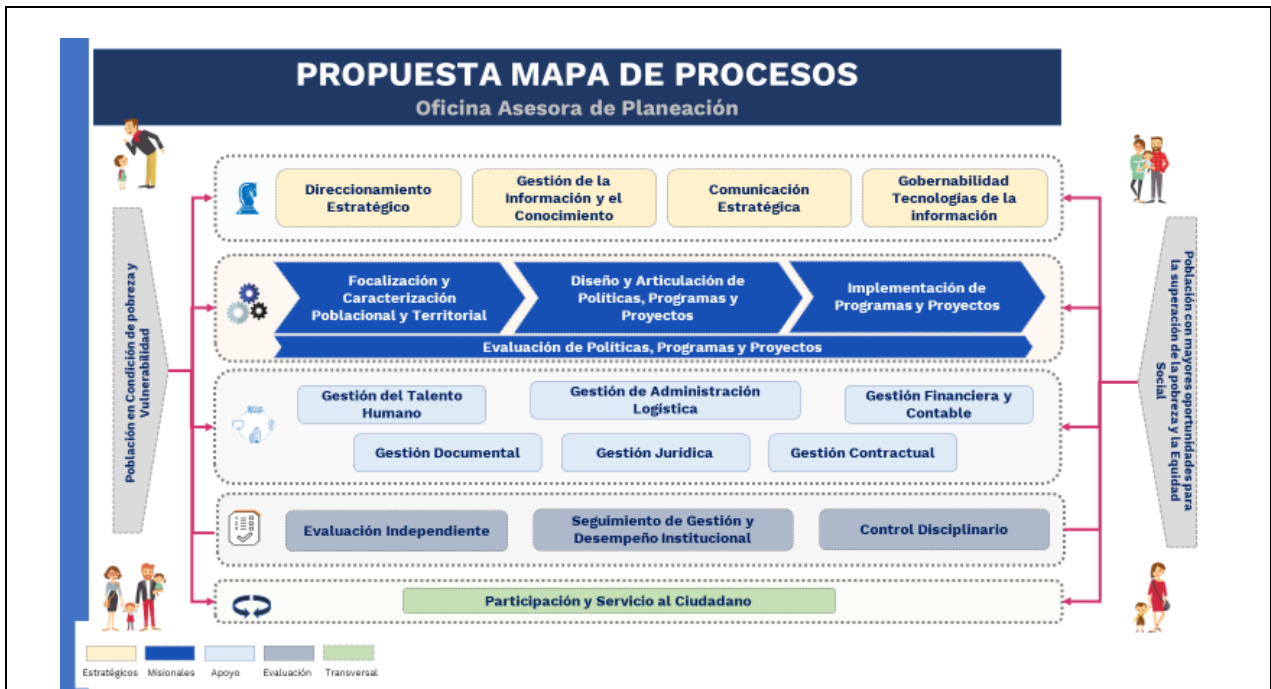 PROPUESTA MAPA DE PROCESOS
Oficina Asesora de Planeación
Población en Condición de pobreza y
Vulnerabilidad
Direccionamiento
Estratégico
Gestión de la
Información y el
Conocimiento
Comunicación
Estratégica
Gobernabilidad
Tecnologías de la
información
Focalización y
Caracterización
Poblacional y Territorial
Diseño y Articulación de
Políticas, Programas y
Proyectos
Implementación de
Programas y Proyectos
Evaluación de Políticas, Programas y Proyectos
Gestión del Talento
Humano
Gestión de Administración
Logística
Gestión Financiera y
Contable
Gestión Documental
Gestión Jurídica
Gestión Contractual
Evaluación Independiente
Seguimiento de Gestión y
Desempeño Institucional
Control Disciplinario
Participación y Servicio al Ciudadano
Población con mayores oportunidades para
la superación de la pobreza y la Equidad
Social
Estratégicos
Misionales
Apoyo
Evaluación
Transversal